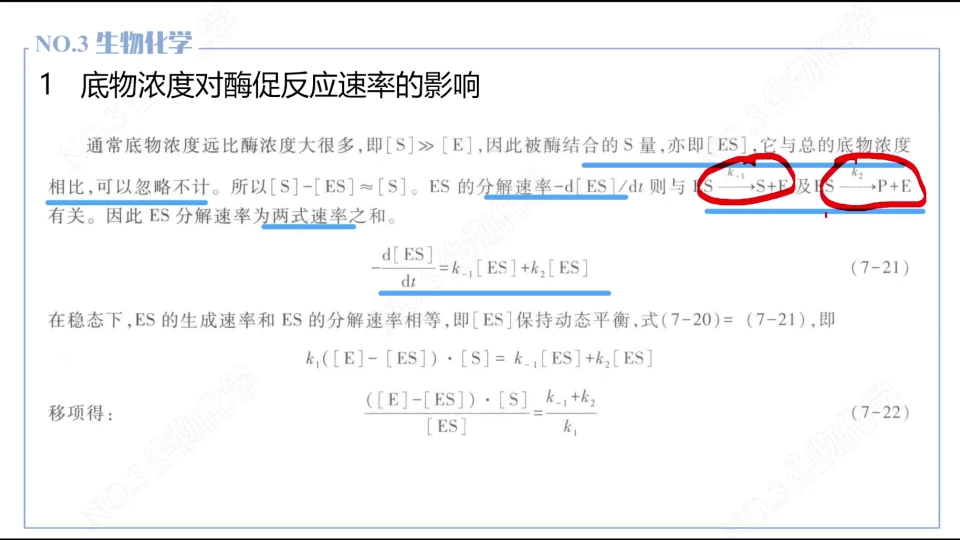 NO.3 生物化学
1 底物浓度对酶促反应速率的影响
通常底物浓度远比酶浓度大很多,即[S]≫[E],因此被酶结合的S量,亦即[ES],它与总的底物浓度
相比,可以忽略不计。所以[S]-[ES]≈[S]。ES的分解速率-d[ES]/dt则与ES —k₋₁→ S+E及ES —k₂→ P+E
有关。因此ES分解速率为两式速率之和。
-d[ES]/dt=k₋₁[ES]+k₂[ES] (7-21)
在稳态下,ES的生成速率和ES的分解速率相等,即[ES]保持动态平衡,式(7-20)= (7-21),即
k₁([E]-[ES])·[S]= k₋₁[ES]+k₂[ES]
移项得: ([E]-[ES])·[S]/[ES]=(k₋₁+k₂)/k₁ (7-22)